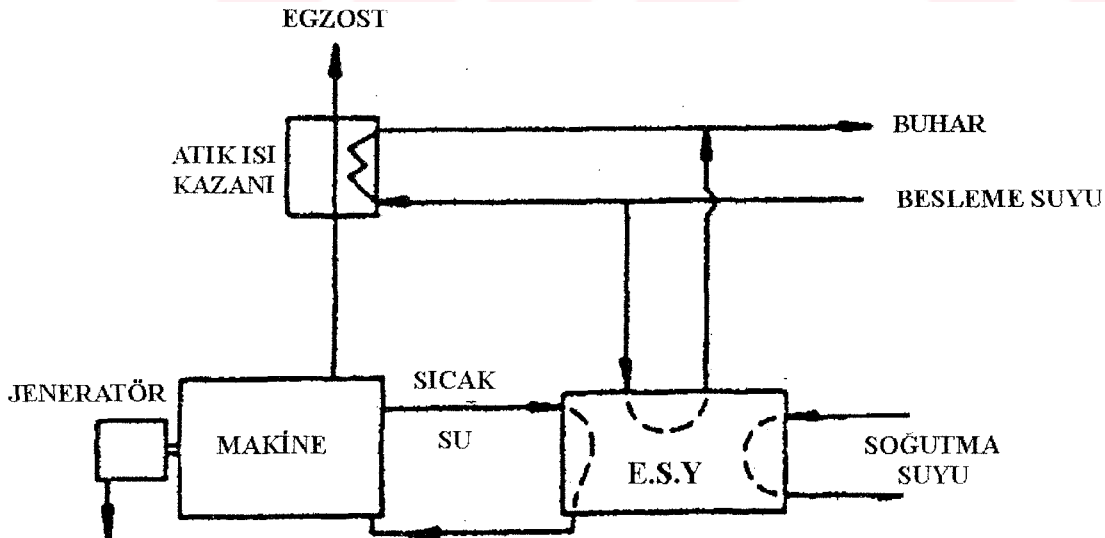 EGZOST
ATIK ISI
KAZANI
BUHAR
BESLEME SUYU
JENERATÖR
MAKİNE
SICAK
SU
E.S.Y
SOĞUTMA
SUYU